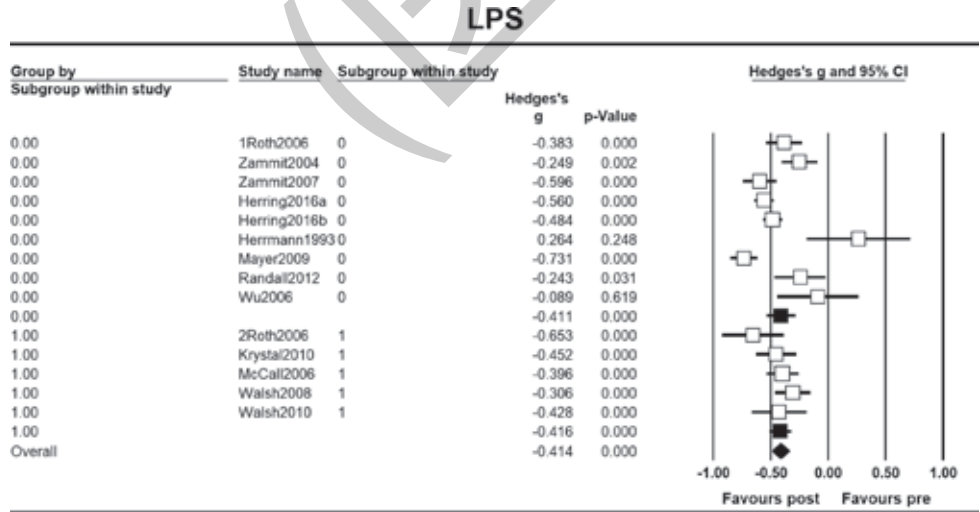 LPS
Group by Study name Subgroup within study Hedges's g and 95% CI
Subgroup within study
Hedges's
g p-Value
0.00 1Roth2006 0 -0.383 0.000
0.00 Zammit2004 0 -0.249 0.002
0.00 Zammit2007 0 -0.596 0.000
0.00 Herring2016a 0 -0.560 0.000
0.00 Herring2016b 0 -0.484 0.000
0.00 Herrmann1993 0 0.264 0.248
0.00 Mayer2009 0 -0.731 0.000
0.00 Randall2012 0 -0.243 0.031
0.00 Wu2006 0 -0.089 0.619
0.00 -0.411 0.000
1.00 2Roth2006 1 -0.653 0.000
1.00 Krystal2010 1 -0.452 0.000
1.00 McCall2006 1 -0.396 0.000
1.00 Walsh2008 1 -0.306 0.000
1.00 Walsh2010 1 -0.428 0.000
1.00 -0.416 0.000
Overall -0.414 0.000
-1.00 -0.50 0.00 0.50 1.00
Favours post Favours pre